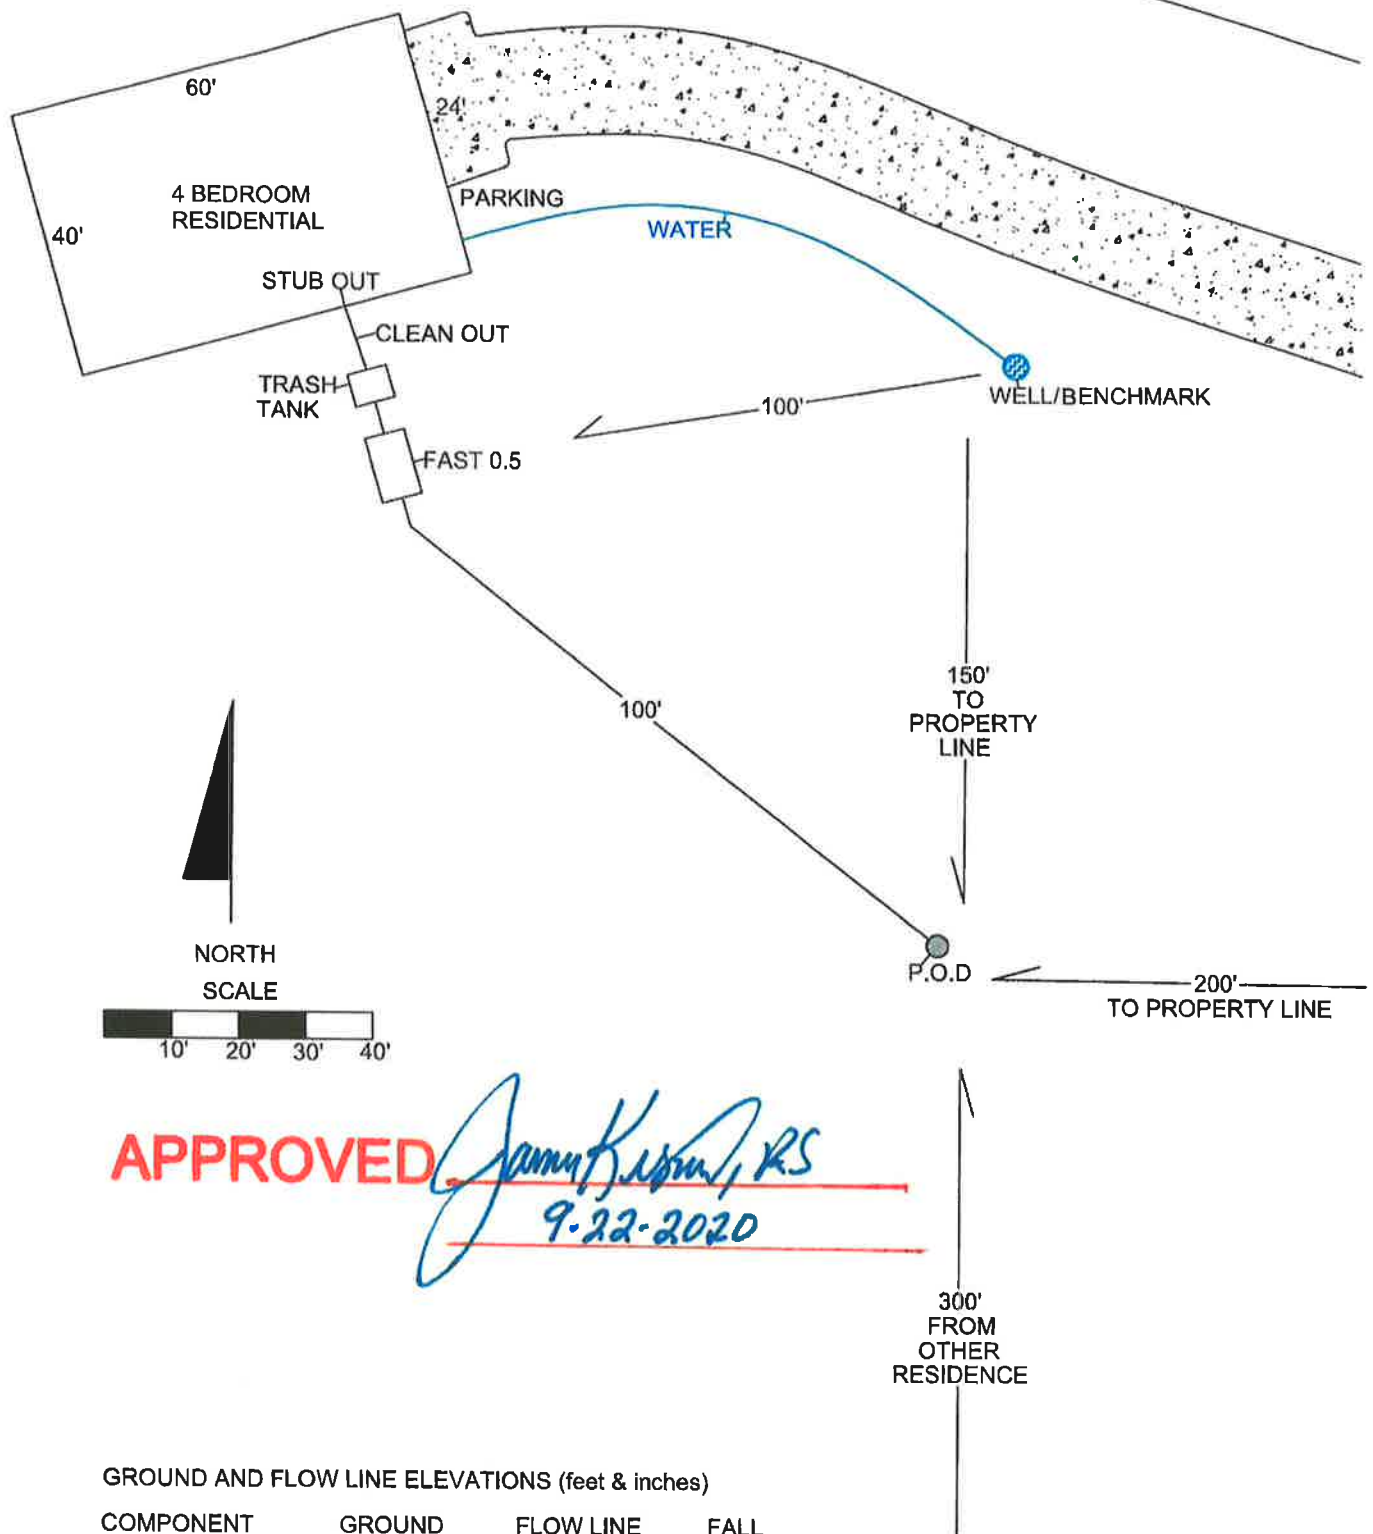 60'
24'
4 BEDROOM
RESIDENTIAL
PARKING
40'
WATER
STUB OUT
CLEAN OUT
TRASH
TANK
WELL/BENCHMARK
100'
FAST 0.5
150'
TO
PROPERTY
LINE
100'
NORTH
SCALE
10' 20' 30' 40'
P.O.D
200'
TO PROPERTY LINE
APPROVED
RS
9-22-2020
300'
FROM
OTHER
RESIDENCE
GROUND AND FLOW LINE ELEVATIONS (feet & inches)
COMPONENT GROUND FLOW LINE FALL